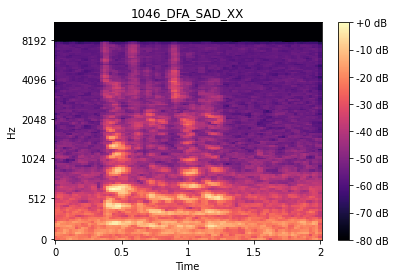 1046_DFA_SAD_XX
8192
4096
2048
1024
512
0
Hz
0
0.5
1
1.5
2
Time
+0 dB
-10 dB
-20 dB
-30 dB
-40 dB
-50 dB
-60 dB
-70 dB
-80 dB